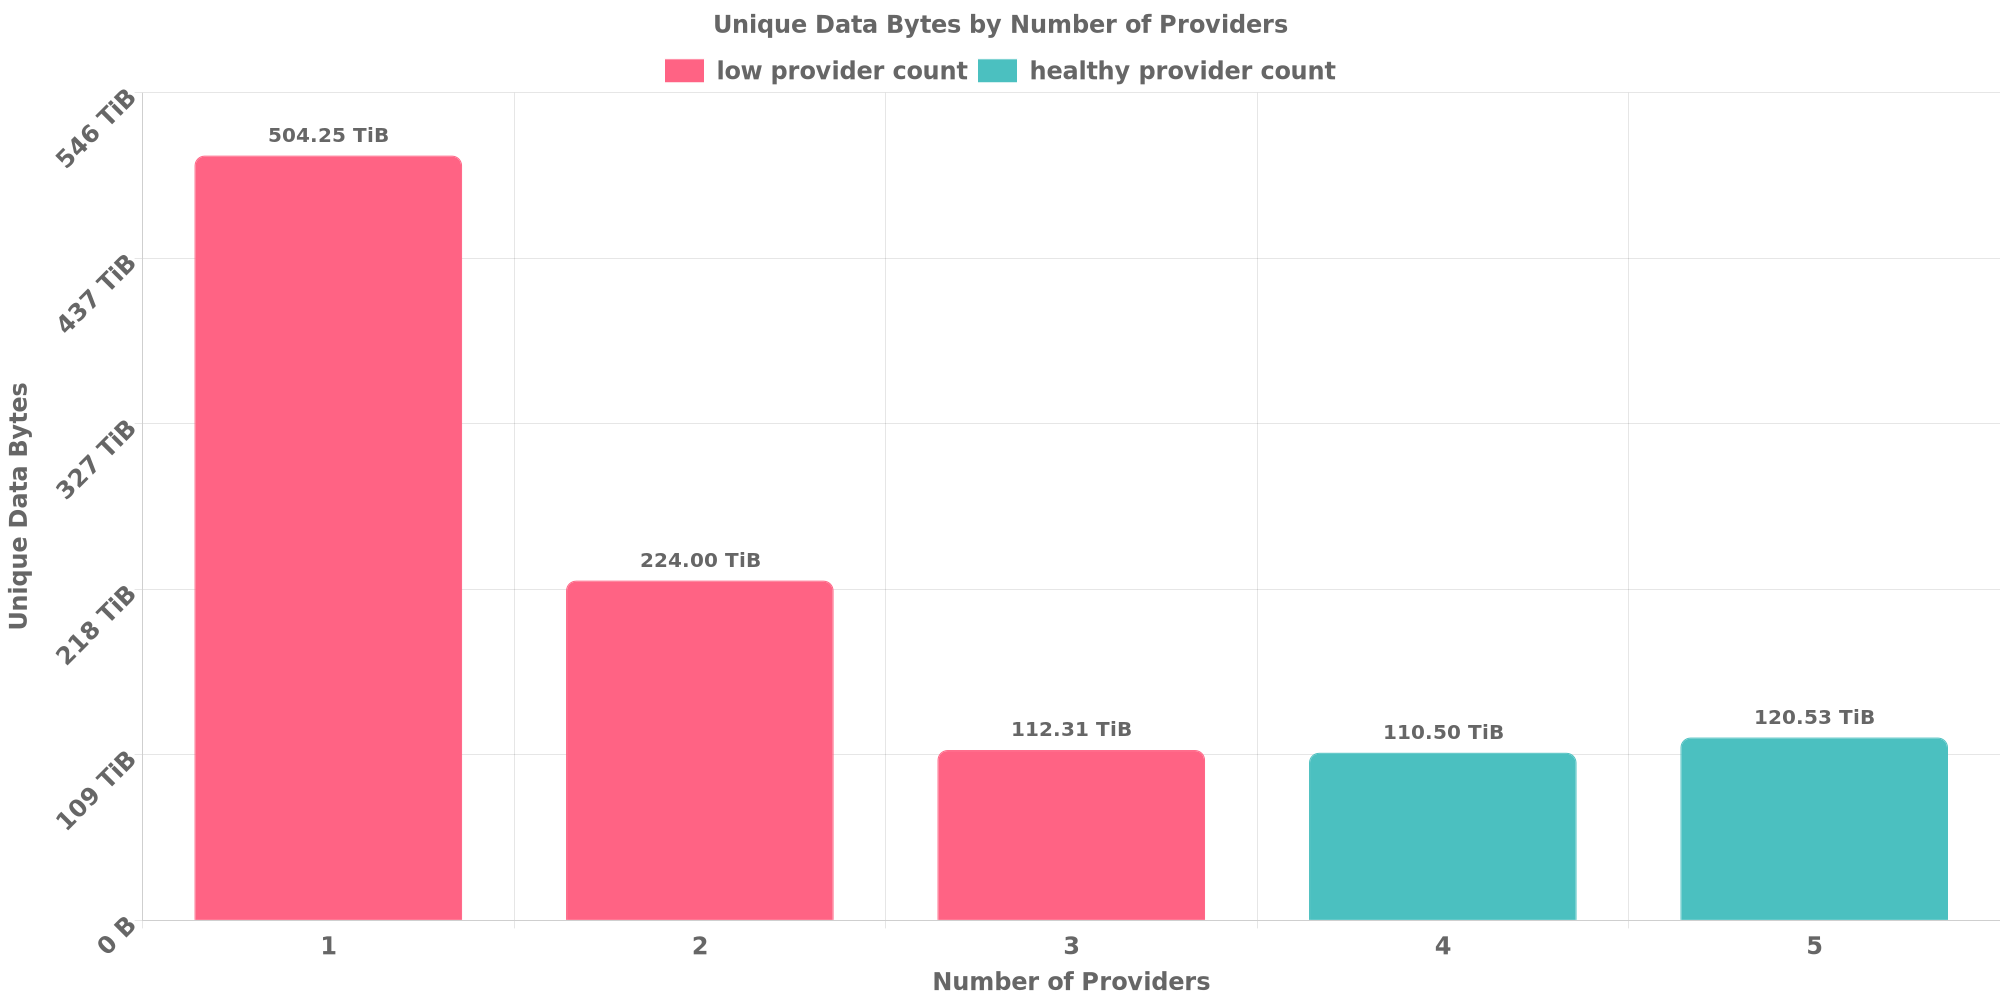 Unique Data Bytes by Number of Providers
low provider count
healthy provider count
546 TiB
437 TiB
327 TiB
218 TiB
109 TiB
0 B
Unique Data Bytes
504.25 TiB
224.00 TiB
112.31 TiB
110.50 TiB
120.53 TiB
1
2
3
4
5
Number of Providers